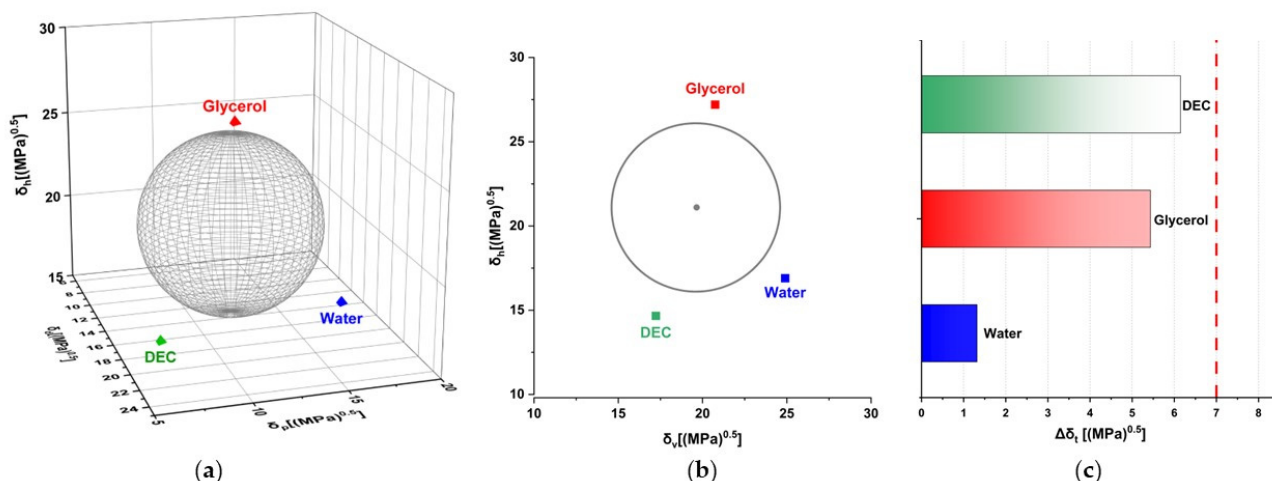 30
25
20
15
δh[(MPa)^0.5]
Glycerol
Water
DEC
6
8
10
12
14
16
18
20
22
24
5
10
15
20
δp[(MPa)^0.5]
(a)
30
25
20
15
10
δh[(MPa)^0.5]
Glycerol
Water
DEC
10
15
20
25
30
δv[(MPa)^0.5]
(b)
DEC
Glycerol
Water
0
1
2
3
4
5
6
7
8
Δδt [(MPa)^0.5]
(c)